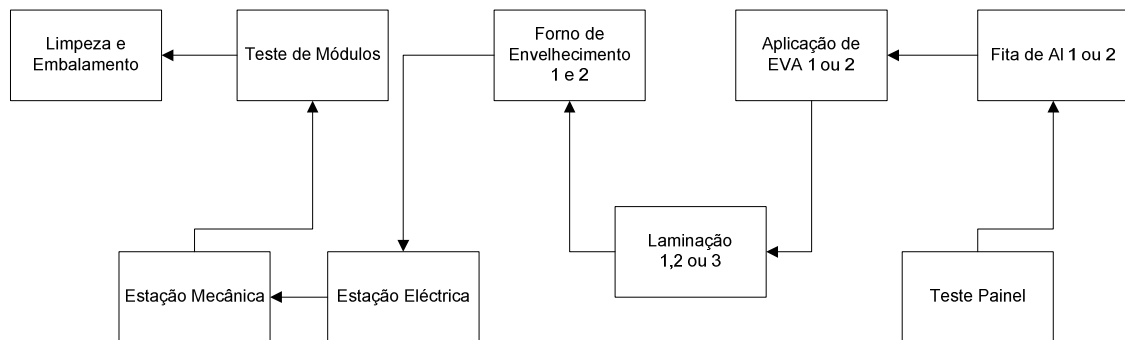 Limpeza e
Embalamento
Teste de Módulos
Forno de
Envelhecimento
1 e 2
Aplicação de
EVA 1 ou 2
Fita de Al 1 ou 2
Laminação
1,2 ou 3
Estação Mecânica
Estação Eléctrica
Teste Painel